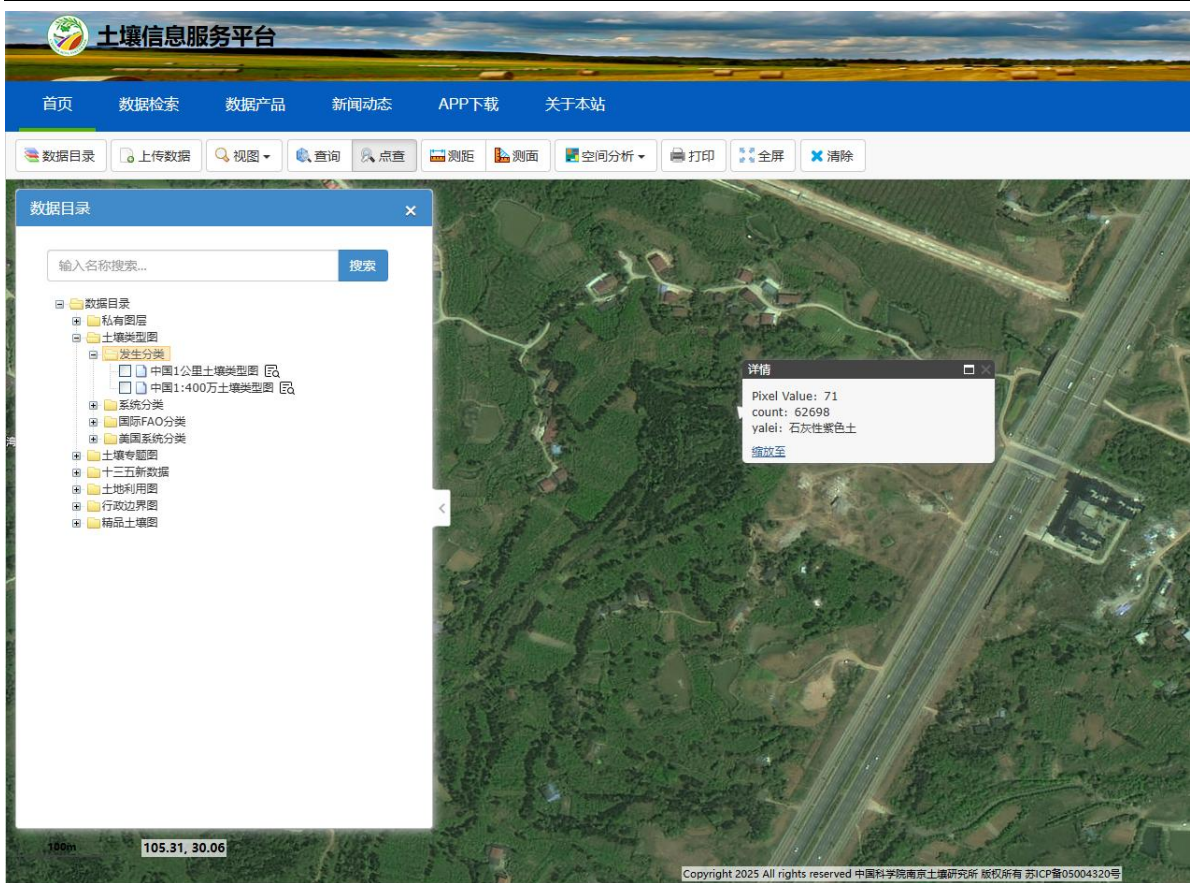 土壤信息服务平台
首页 数据检索 数据产品 新闻动态 APP下载 关于本站
数据目录 上传数据 视图 查询 点查 测距 测面 空间分析 打印 全屏 清除
数据目录 ×
输入名称搜索... 搜索
数据目录
私有图层
土壤类型图
发生分类
中国1公里土壤类型图
中国1:400万土壤类型图
系统分类
国际FAO分类
美国系统分类
土壤专题图
十三五新数据
土地利用图
行政边界图
精品土壤图
详情
Pixel Value: 71
count: 62698
yalei: 石灰性紫色土
缩放至
100m
105.31, 30.06
Copyright 2025 All rights reserved 中国科学院南京土壤研究所 版权所有 苏ICP备05004320号